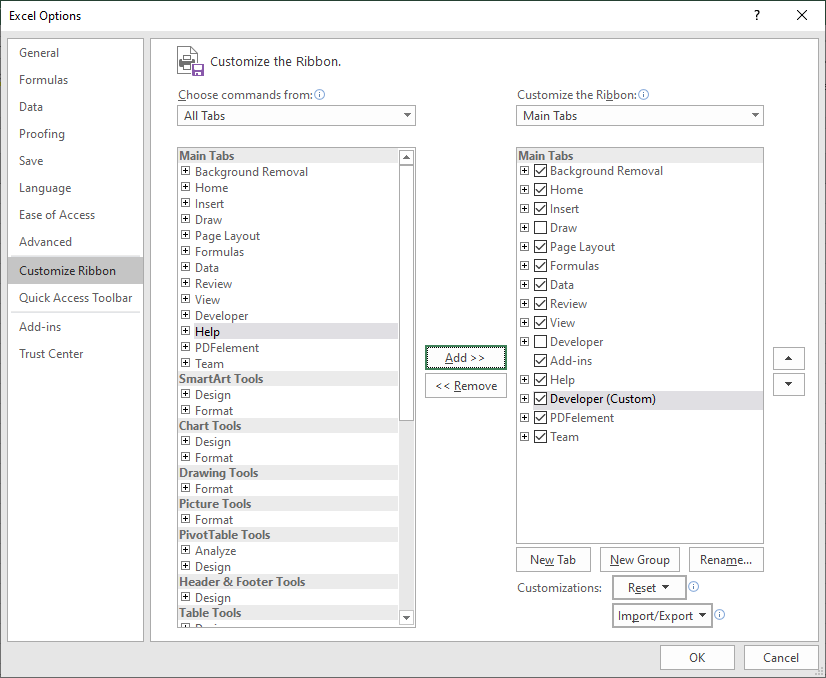 Excel Options
?
General
Formulas
Data
Proofing
Save
Language
Ease of Access
Advanced
Customize Ribbon
Quick Access Toolbar
Add-ins
Trust Center
Customize the Ribbon.
Choose commands from:
All Tabs
Main Tabs
Background Removal
Home
Insert
Draw
Page Layout
Formulas
Data
Review
View
Developer
Help
PDFelement
Team
SmartArt Tools
Design
Format
Chart Tools
Design
Format
Drawing Tools
Format
Picture Tools
Format
PivotTable Tools
Analyze
Design
Header & Footer Tools
Design
Table Tools
Add >>
<< Remove
Customize the Ribbon:
Main Tabs
Main Tabs
Background Removal
Home
Insert
Draw
Page Layout
Formulas
Data
Review
View
Developer
Add-ins
Help
Developer (Custom)
PDFelement
Team
New Tab
New Group
Rename...
Customizations:
Reset
Import/Export
OK
Cancel